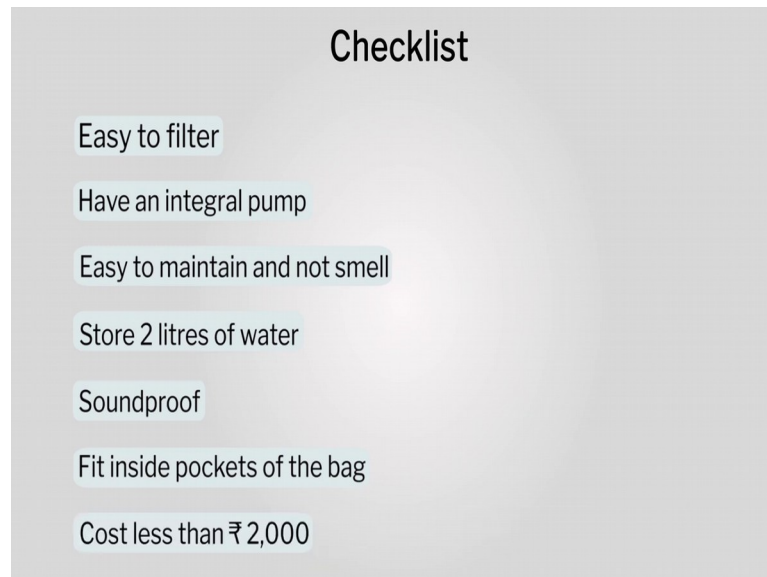 Checklist
Easy to filter
Have an integral pump
Easy to maintain and not smell
Store 2 litres of water
Soundproof
Fit inside pockets of the bag
Cost less than ₹ 2,000